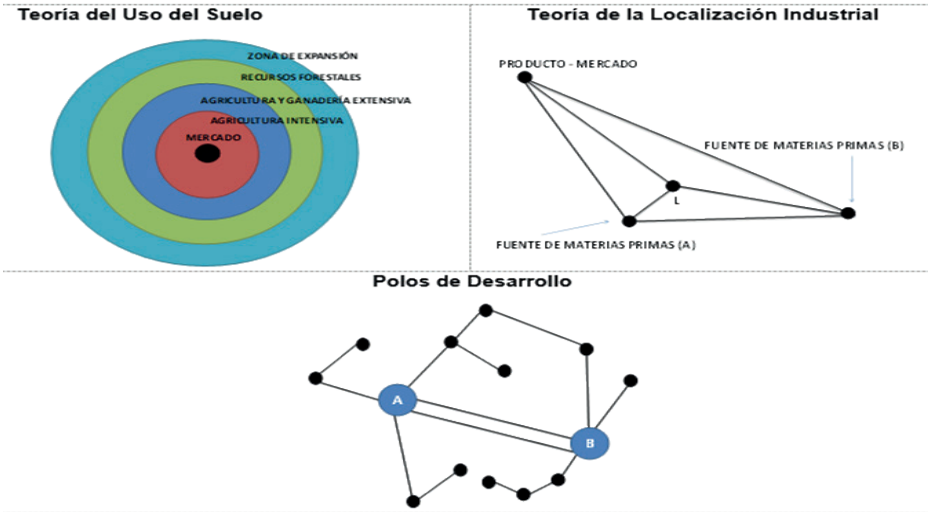 Teoría del Uso del Suelo
ZONA DE EXPANSIÓN
RECURSOS FORESTALES
AGRICULTURA Y GANADERÍA EXTENSIVA
AGRICULTURA INTENSIVA
MERCADO
Teoría de la Localización Industrial
PRODUCTO - MERCADO
FUENTE DE MATERIAS PRIMAS (B)
L
FUENTE DE MATERIAS PRIMAS (A)
Polos de Desarrollo
A
B